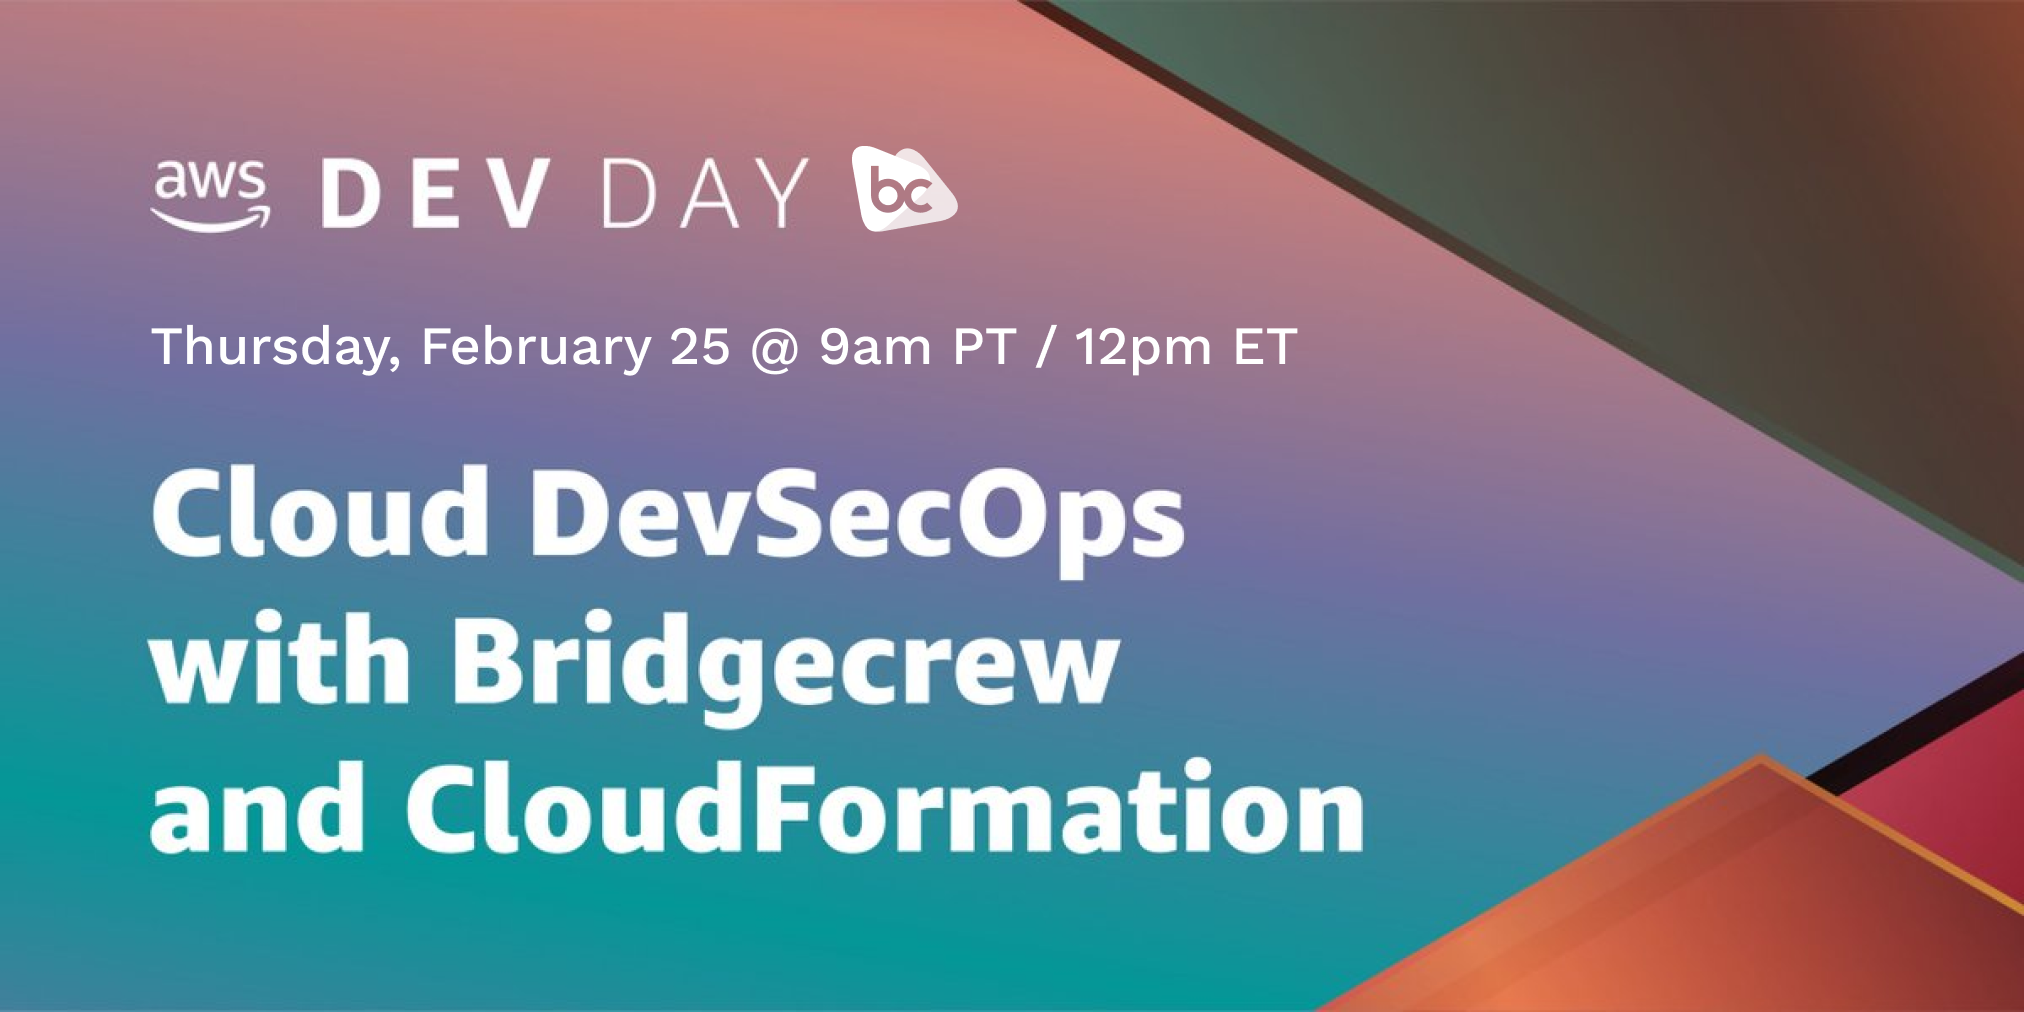 aws DEV DAY bc
Thursday, February 25 @ 9am PT / 12pm ET
Cloud DevSecOps
with Bridgecrew
and CloudFormation